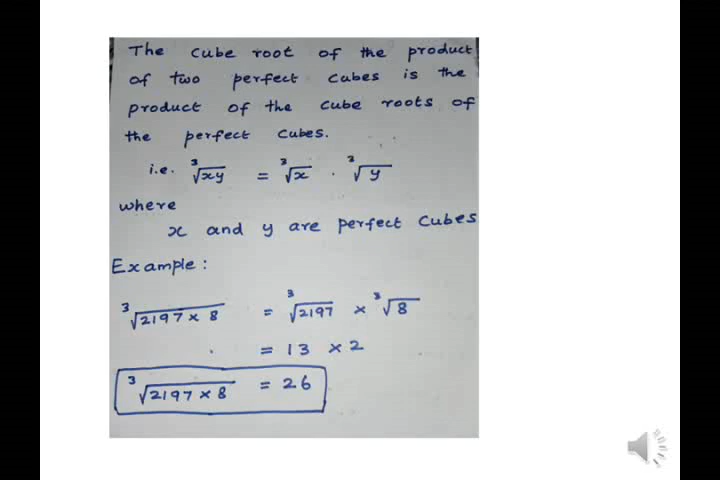 The cube root of the product
of two perfect cubes is the
product of the cube roots of
the perfect cubes.
i.e. ∛xy = ∛x . ∛y
where
x and y are perfect cubes
Example:
∛2197 × 8 = ∛2197 × ∛8
= 13 × 2
∛2197 × 8 = 26